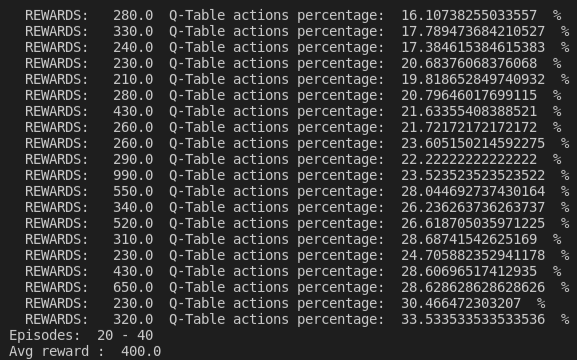 REWARDS:   280.0  Q-Table actions percentage:  16.10738255033557  %
REWARDS:   330.0  Q-Table actions percentage:  17.789473684210527  %
REWARDS:   240.0  Q-Table actions percentage:  17.384615384615383  %
REWARDS:   230.0  Q-Table actions percentage:  20.68376068376068  %
REWARDS:   210.0  Q-Table actions percentage:  19.818652849740932  %
REWARDS:   280.0  Q-Table actions percentage:  20.79646017699115  %
REWARDS:   430.0  Q-Table actions percentage:  21.63355408388521  %
REWARDS:   260.0  Q-Table actions percentage:  21.72172172172172  %
REWARDS:   260.0  Q-Table actions percentage:  23.605150214592275  %
REWARDS:   290.0  Q-Table actions percentage:  22.22222222222222  %
REWARDS:   990.0  Q-Table actions percentage:  23.523523523523522  %
REWARDS:   550.0  Q-Table actions percentage:  28.044692737430164  %
REWARDS:   340.0  Q-Table actions percentage:  26.236263736263737  %
REWARDS:   520.0  Q-Table actions percentage:  26.618705035971225  %
REWARDS:   310.0  Q-Table actions percentage:  28.68741542625169  %
REWARDS:   230.0  Q-Table actions percentage:  24.705882352941178  %
REWARDS:   430.0  Q-Table actions percentage:  28.60696517412935  %
REWARDS:   650.0  Q-Table actions percentage:  28.628628628628626  %
REWARDS:   230.0  Q-Table actions percentage:  30.466472303207  %
REWARDS:   320.0  Q-Table actions percentage:  33.533533533533536  %
Episodes:  20 - 40
Avg reward :  400.0